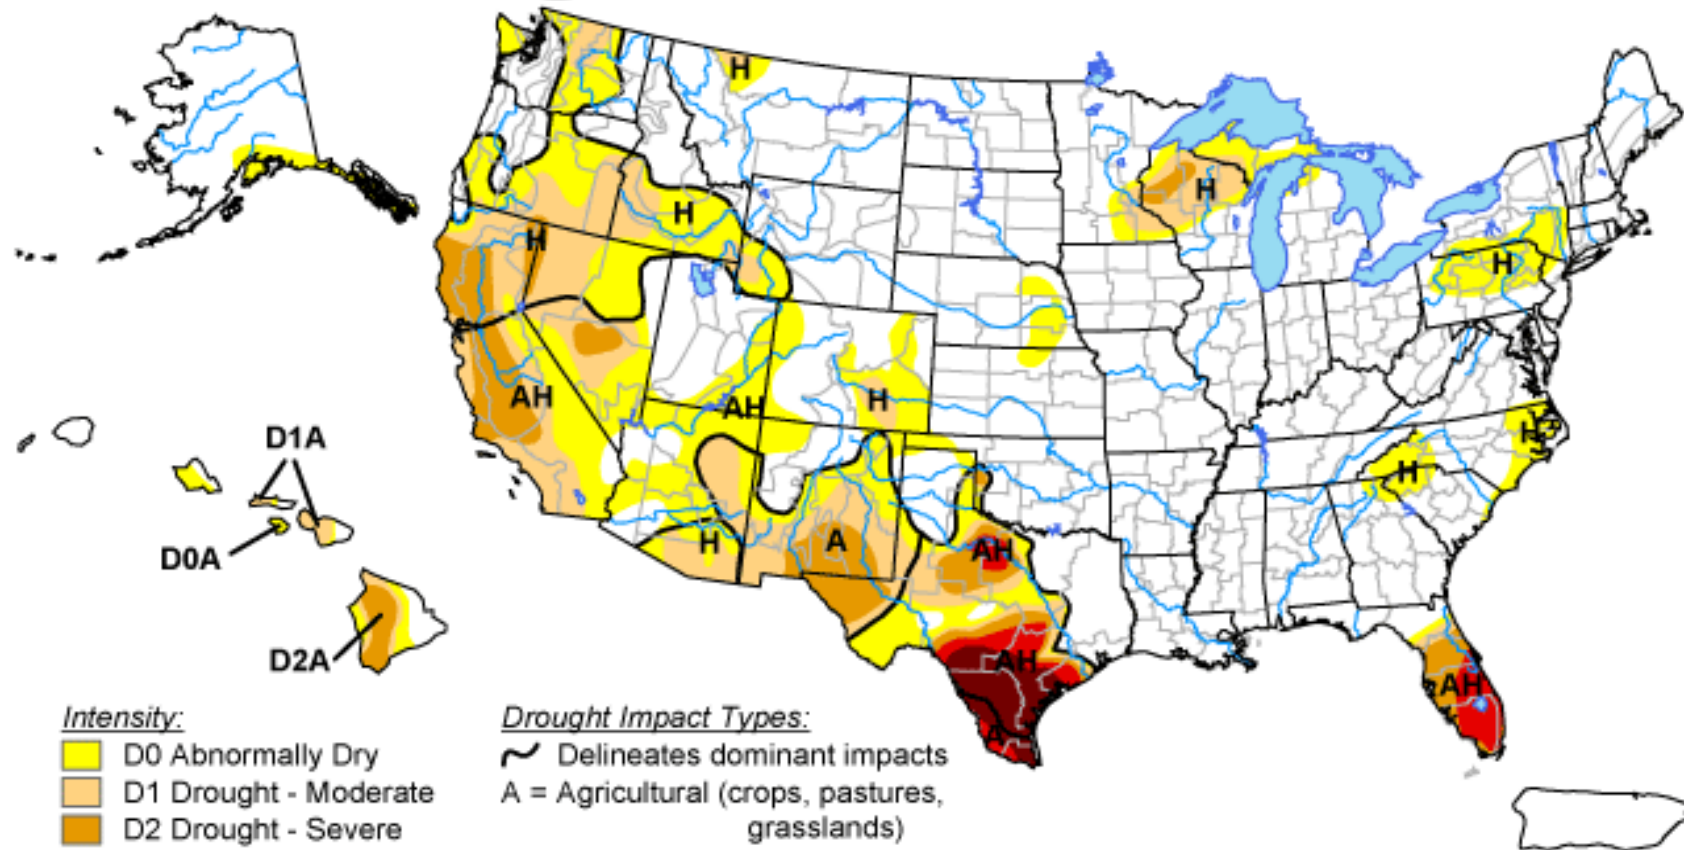 H
H
H
H
H
AH
AH
H
H
H
H
D1A
H
A
AH
D0A
D2A
AH
AH
A
Intensity:
D0 Abnormally Dry
D1 Drought - Moderate
D2 Drought - Severe
Drought Impact Types:
Delineates dominant impacts
A = Agricultural (crops, pastures,
grasslands)